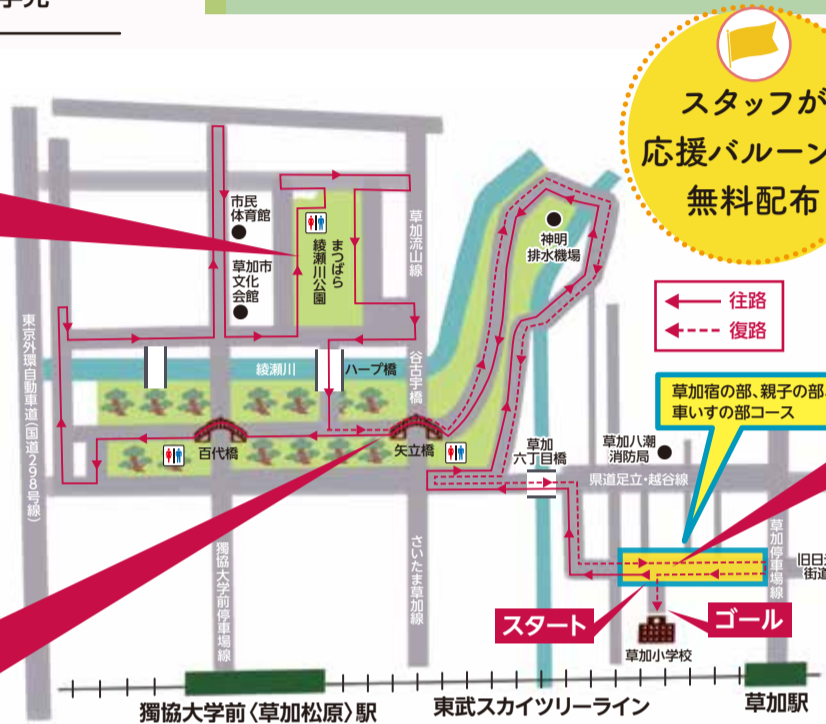 スタッフが
応援バルーン
無料配布
市民
体育館
草加市
文化
会館
まつばら
綾瀬川公園
草加流山線
神明
排水機場
往路
復路
東京外環自動車道(国道298号線)
綾瀬川
ハープ橋
谷古宇橋
草加宿の部、親子の部、
車いすの部コース
百代橋
矢立橋
草加
六丁目橋
草加八潮
消防局
県道足立・越谷線
獨協大学前停車場線
さいたま草加線
草加停車場線
旧日光
街道
スタート
ゴール
草加小学校
獨協大学前〈草加松原〉駅
東武スカイツリーライン
草加駅